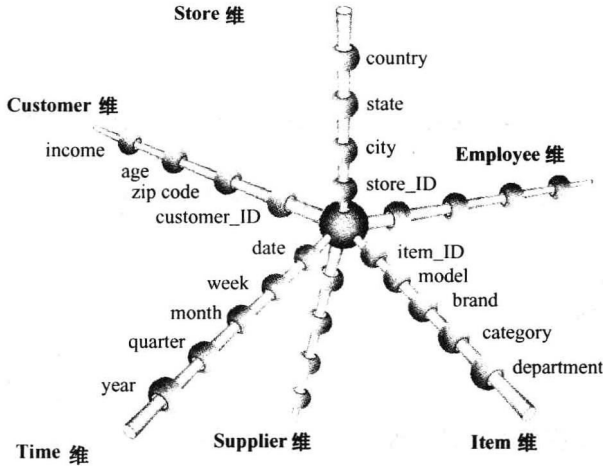 Store 维
country
state
city
store_ID
Customer 维
income
age
zip code
customer_ID
Employee 维
date
week
month
quarter
year
item_ID
model
brand
category
department
Time 维
Supplier 维
Item 维